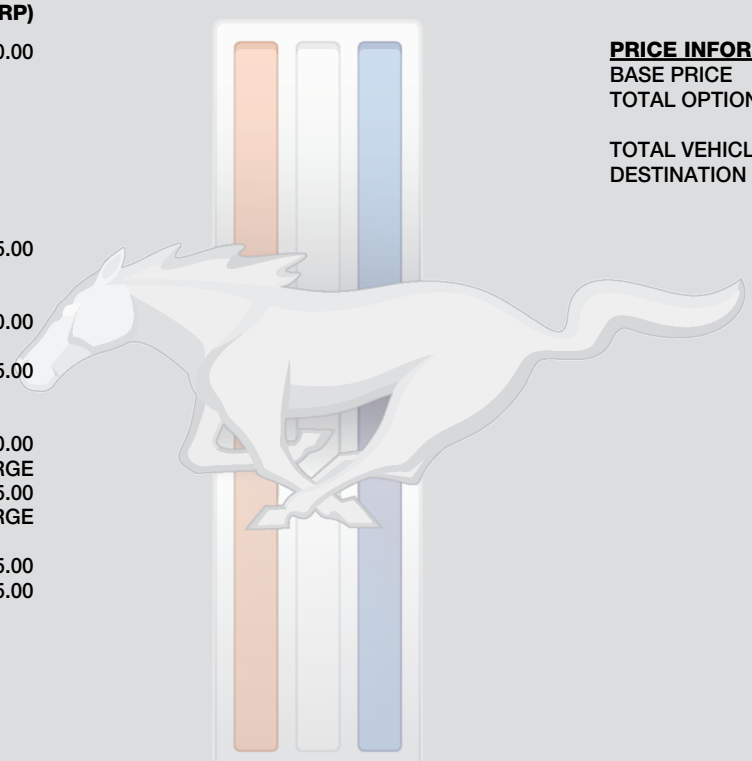 RP)
0.00
5.00
0.00
5.00
0.00
RGE
5.00
RGE
5.00
5.00
PRICE INFOR
BASE PRICE
TOTAL OPTION
TOTAL VEHICL
DESTINATION